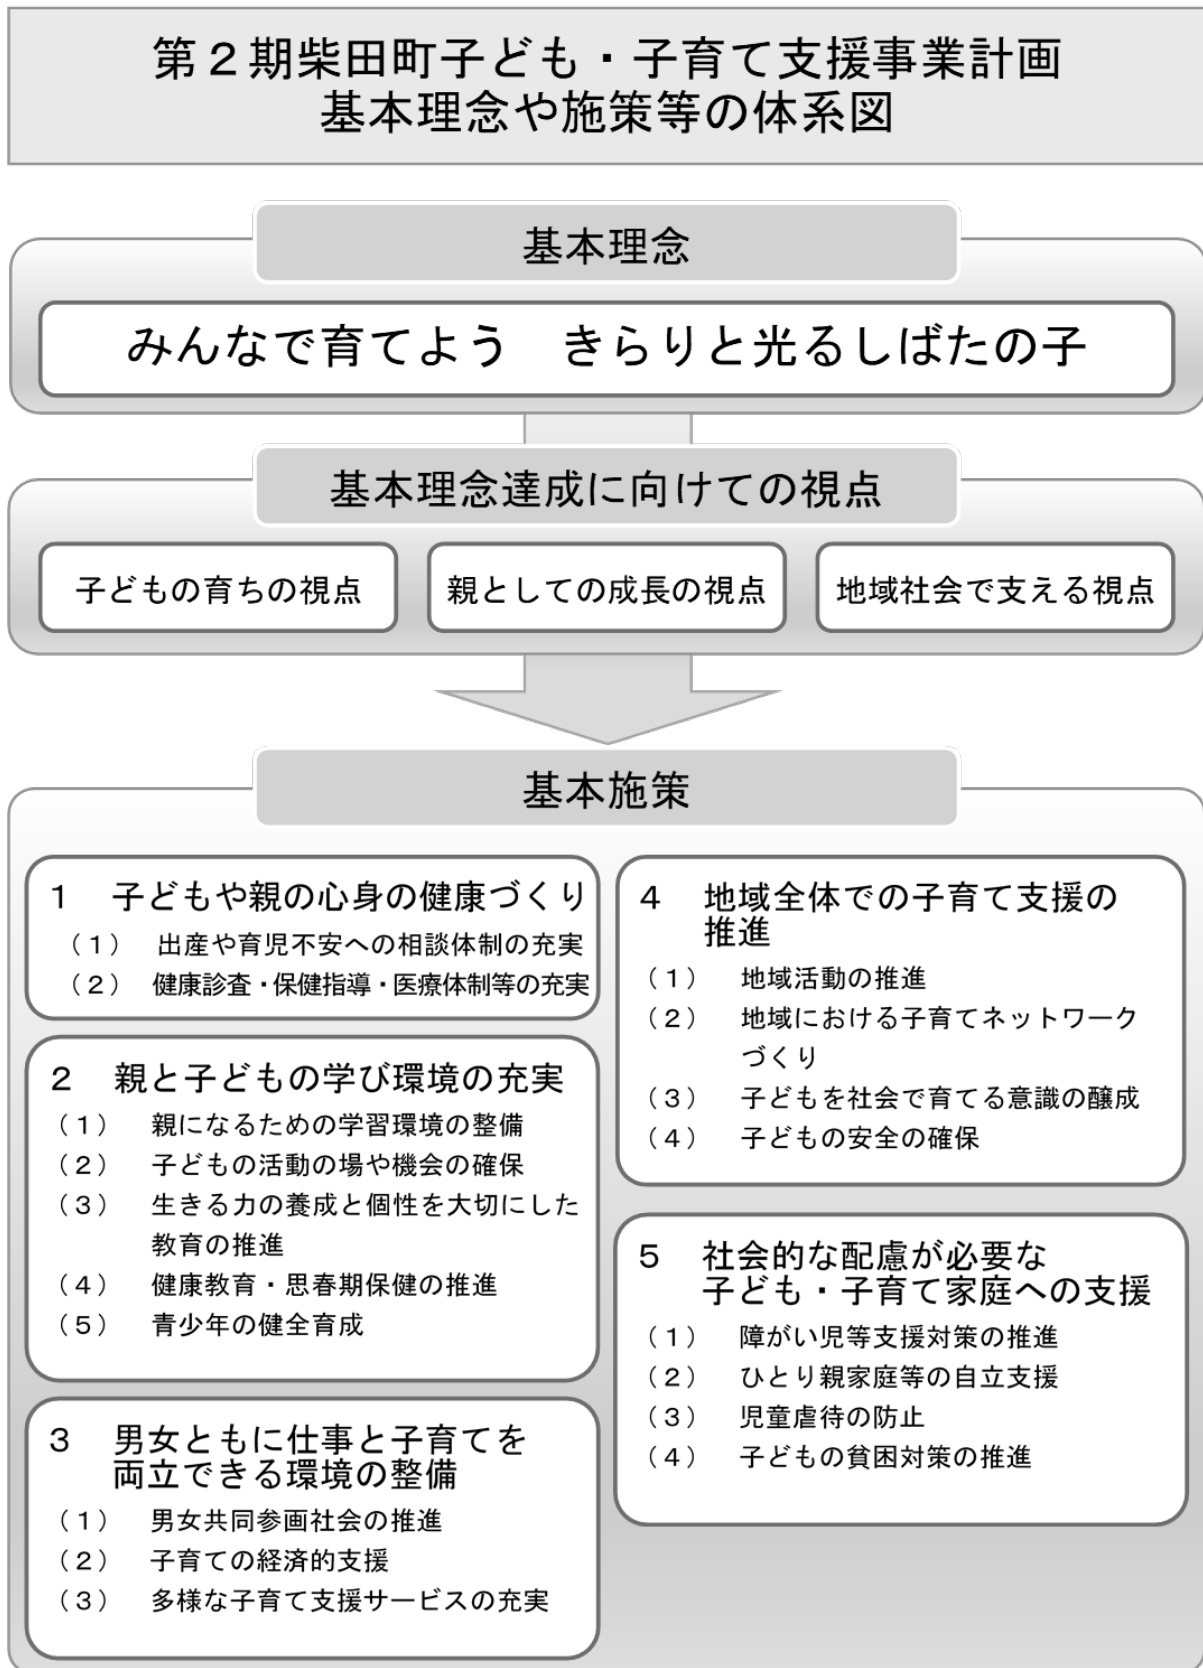 第２期柴田町子ども・子育て支援事業計画
基本理念や施策等の体系図
基本理念
みんなで育てよう　きらりと光るしばたの子
基本理念達成に向けての視点
子どもの育ちの視点
親としての成長の視点
地域社会で支える視点
基本施策
１　子どもや親の心身の健康づくり
（１）　出産や育児不安への相談体制の充実
（２）　健康診査・保健指導・医療体制等の充実
２　親と子どもの学び環境の充実
（１）　親になるための学習環境の整備
（２）　子どもの活動の場や機会の確保
（３）　生きる力の養成と個性を大切にした
教育の推進
（４）　健康教育・思春期保健の推進
（５）　青少年の健全育成
３　男女ともに仕事と子育てを
両立できる環境の整備
（１）　男女共同参画社会の推進
（２）　子育ての経済的支援
（３）　多様な子育て支援サービスの充実
４　地域全体での子育て支援の
推進
（１）　地域活動の推進
（２）　地域における子育てネットワーク
づくり
（３）　子どもを社会で育てる意識の醸成
（４）　子どもの安全の確保
５　社会的な配慮が必要な
子ども・子育て家庭への支援
（１）　障がい児等支援対策の推進
（２）　ひとり親家庭等の自立支援
（３）　児童虐待の防止
（４）　子どもの貧困対策の推進